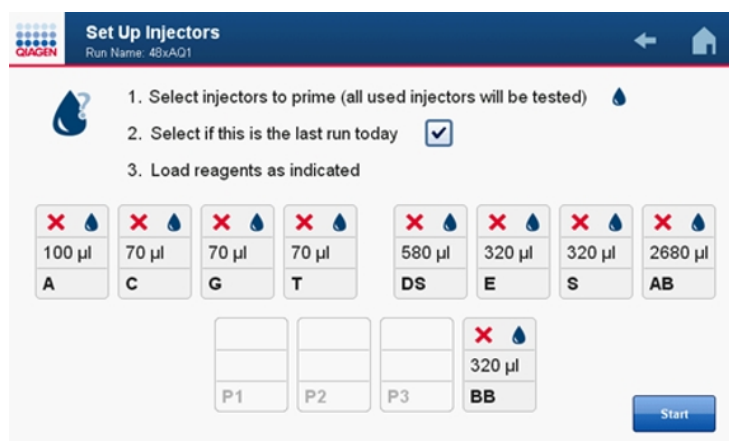 QIAGEN
Set Up Injectors
Run Name: 48xAQ1
1. Select injectors to prime (all used injectors will be tested)
2. Select if this is the last run today
3. Load reagents as indicated
100 µl 70 µl 70 µl 70 µl 580 µl 320 µl 320 µl 2680 µl
A C G T DS E S AB
320 µl
P1 P2 P3 BB
Start